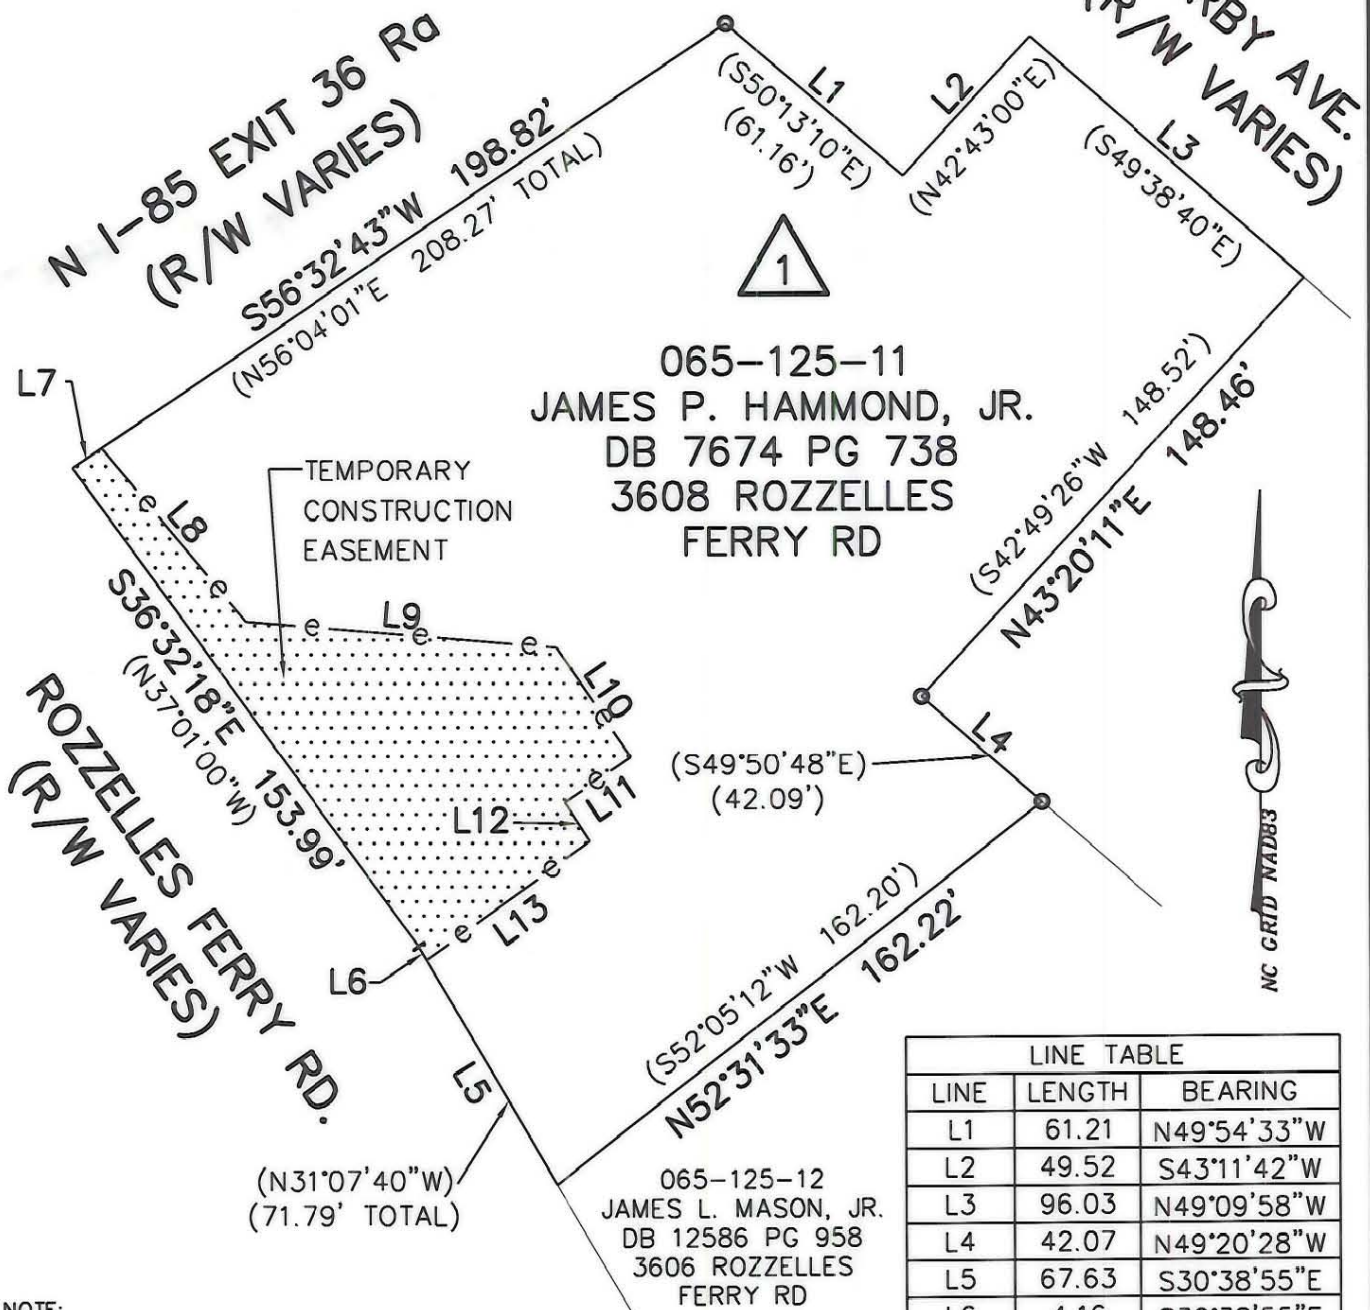 N I-85 EXIT 36 Ra
(R/W VARIES)
S56°32'43"W 198.82'
(N56°04'01"E 208.27' TOTAL)
L1
(S50°13'10"E)
(61.16')
L2
(N42°43'00"E)
RBY AVE.
(R/W VARIES)
L3
(S49°38'40"E)
1
065-125-11
JAMES P. HAMMOND, JR.
DB 7674 PG 738
3608 ROZZELLES
FERRY RD
(S42°49'26"W 148.52')
N43°20'11"E 148.46'
L7
e
L8
e
TEMPORARY
CONSTRUCTION
EASEMENT
e
L9
e
e
L10
e
e
L11
L12
e
L13
e
S36°32'18"E 153.99'
(N37°01'00"W)
ROZZELLES FERRY RD.
(R/W VARIES)
L4
(S49°50'48"E)
(42.09')
L6
L5
(N31°07'40"W)
(71.79' TOTAL)
(S52°05'12"W 162.20')
N52°31'33"E 162.22'
NC GRID NAD83
065-125-12
JAMES L. MASON, JR.
DB 12586 PG 958
3606 ROZZELLES
FERRY RD
LINE TABLE
LINE LENGTH BEARING
L1 61.21 N49°54'33"W
L2 49.52 S43°11'42"W
L3 96.03 N49°09'58"W
L4 42.07 N49°20'28"W
L5 67.63 S30°38'55"E
NOTE: